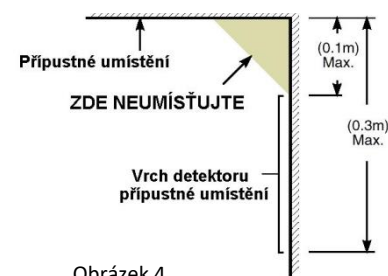 Přípustné umístění
(0.1m)
Max.
ZDE NEUMÍSŤUJTE
(0.3m)
Max.
Vrch detektoru
přípustné umístění
Obrázek 4